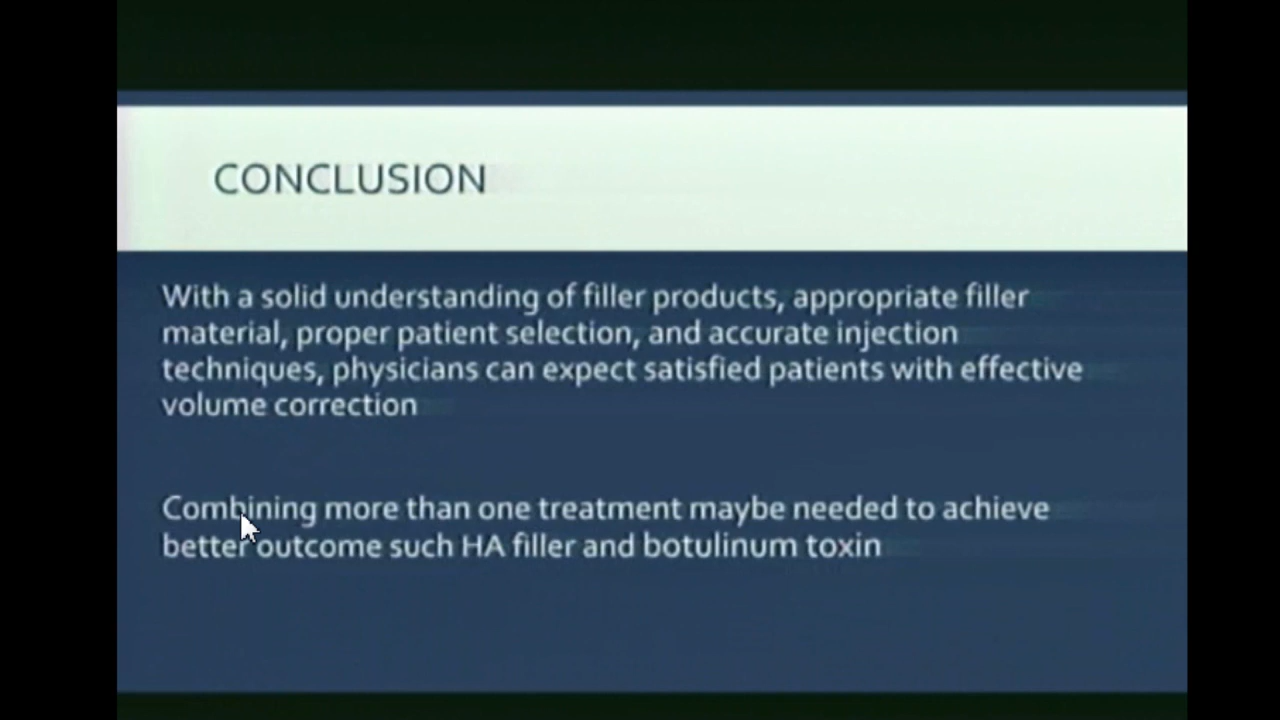 CONCLUSION
With a solid understanding of filler products, appropriate filler
material, proper patient selection, and accurate injection
techniques, physicians can expect satisfied patients with effective
volume correction
Combining more than one treatment maybe needed to achieve
better outcome such HA filler and botulinum toxin